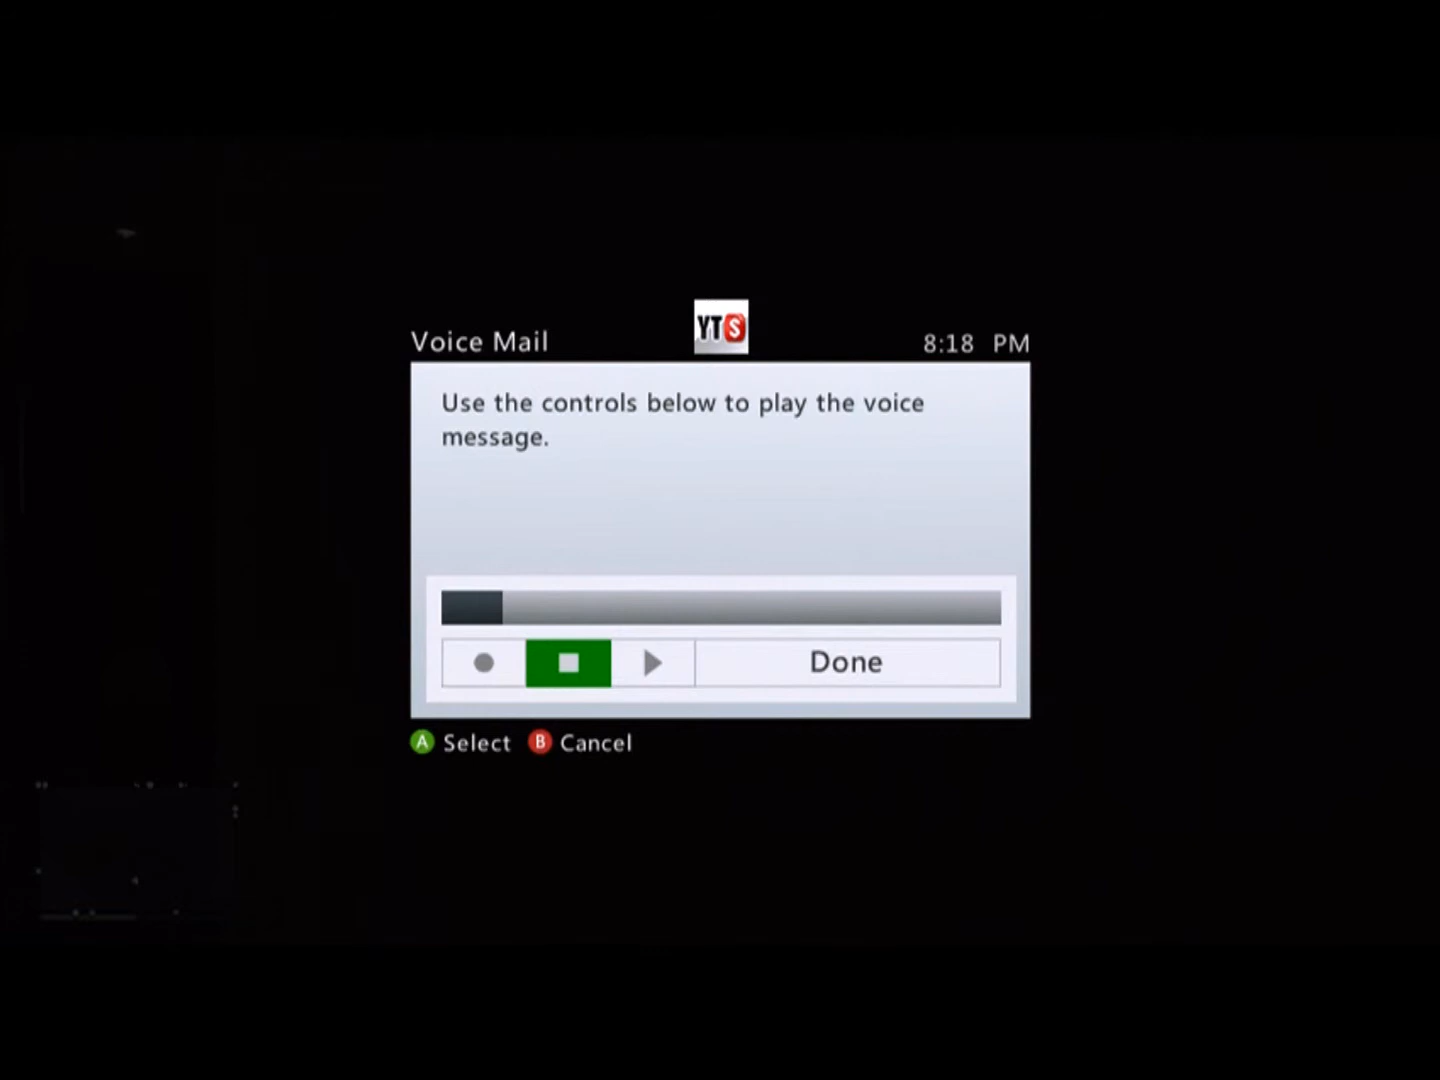 Voice Mail
YTS
8:18 PM
Use the controls below to play the voice
message.
Done
A Select B Cancel